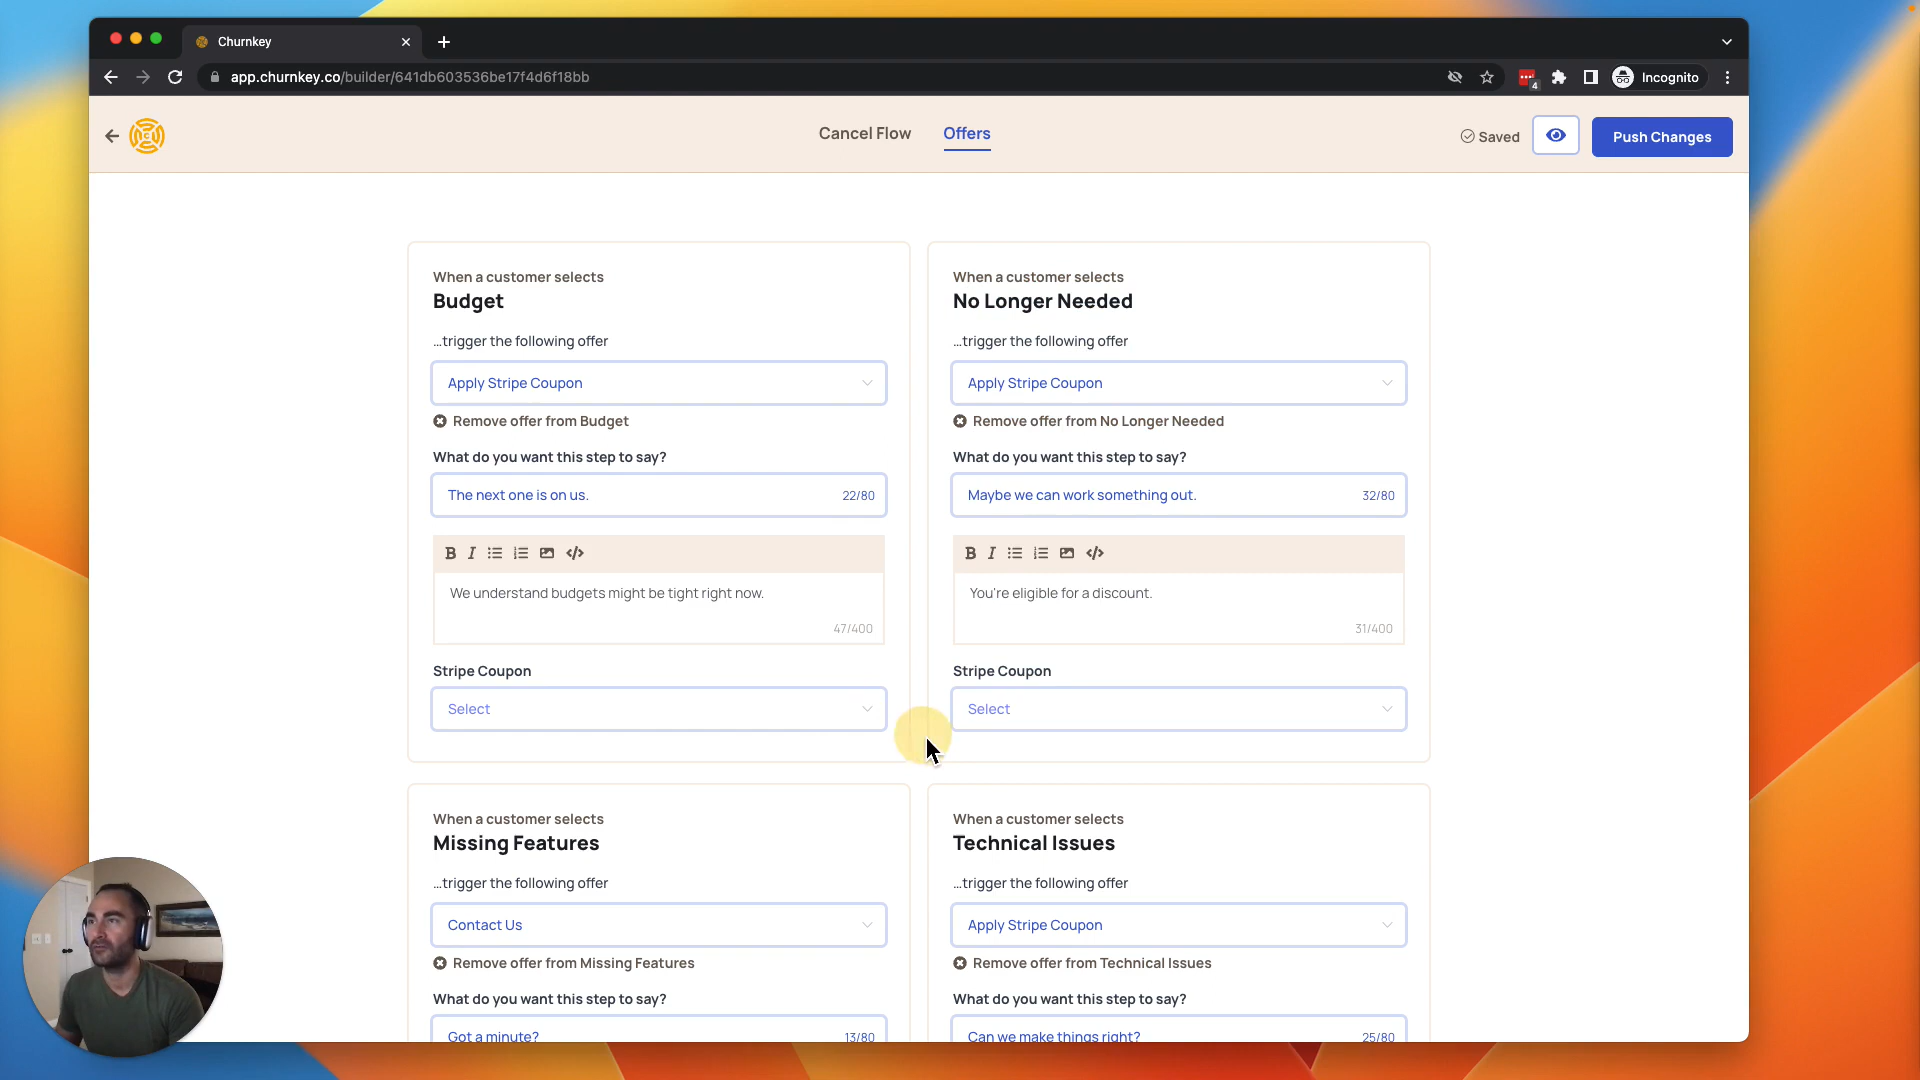 Churnkey
app.churnkey.co/builder/641db603536be17f4d6f18bb
4
Incognito
Cancel Flow
Offers
Saved
Push Changes
When a customer selects
Budget
...trigger the following offer
Apply Stripe Coupon
Remove offer from Budget
What do you want this step to say?
The next one is on us.
22/80
B I </>
We understand budgets might be tight right now.
47/400
Stripe Coupon
Select
When a customer selects
No Longer Needed
...trigger the following offer
Apply Stripe Coupon
Remove offer from No Longer Needed
What do you want this step to say?
Maybe we can work something out.
32/80
B I </>
You're eligible for a discount.
31/400
Stripe Coupon
Select
When a customer selects
Missing Features
...trigger the following offer
Contact Us
Remove offer from Missing Features
What do you want this step to say?
Got a minute?
13/80
When a customer selects
Technical Issues
...trigger the following offer
Apply Stripe Coupon
Remove offer from Technical Issues
What do you want this step to say?
Can we make things right?
25/80